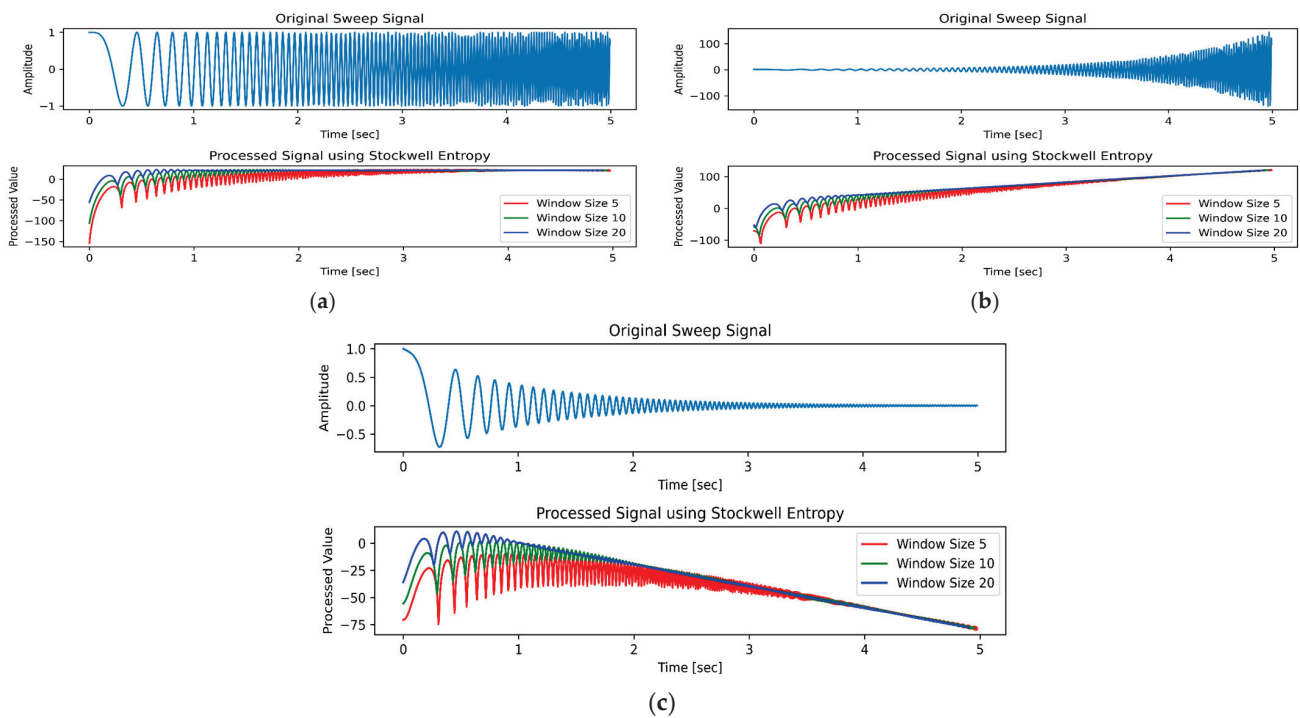 Original Sweep Signal
1
0
−1
Amplitude
0 1 2 3 4 5
Time [sec]
Processed Signal using Stockwell Entropy
0
−50
−100
−150
Processed Value
Window Size 5
Window Size 10
Window Size 20
0 1 2 3 4 5
Time [sec]
(a)
Original Sweep Signal
100
0
−100
Amplitude
0 1 2 3 4 5
Time [sec]
Processed Signal using Stockwell Entropy
100
0
−100
Processed Value
Window Size 5
Window Size 10
Window Size 20
0 1 2 3 4 5
Time [sec]
(b)
Original Sweep Signal
1.0
0.5
0.0
−0.5
Amplitude
0 1 2 3 4 5
Time [sec]
Processed Signal using Stockwell Entropy
0
−25
−50
−75
Processed Value
Window Size 5
Window Size 10
Window Size 20
0 1 2 3 4 5
Time [sec]
(c)